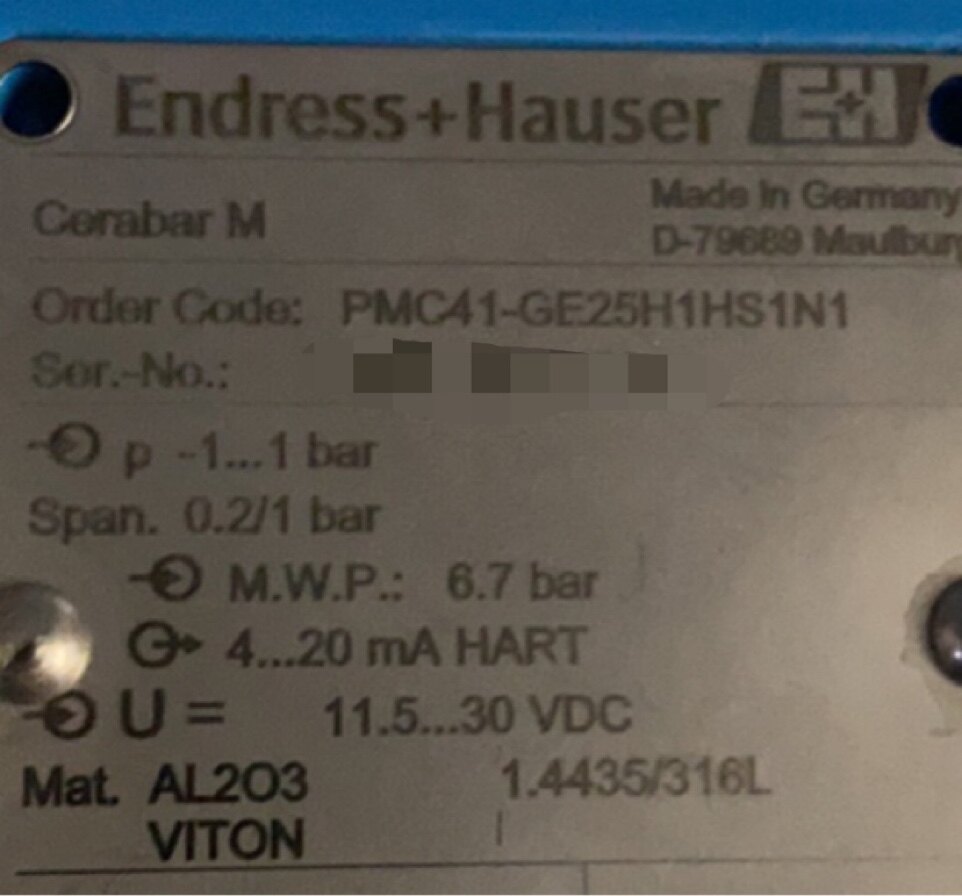 Endress+Hauser E+H
Cerabar M
Made in Germany
D-79689 Maulburg
Order Code: PMC41-GE25H1HS1N1
Ser.-No.:
p -1...1 bar
Span. 0.2/1 bar
M.W.P.: 6.7 bar
4...20 mA HART
U = 11.5...30 VDC
Mat. AL2O3 1.4435/316L
VITON